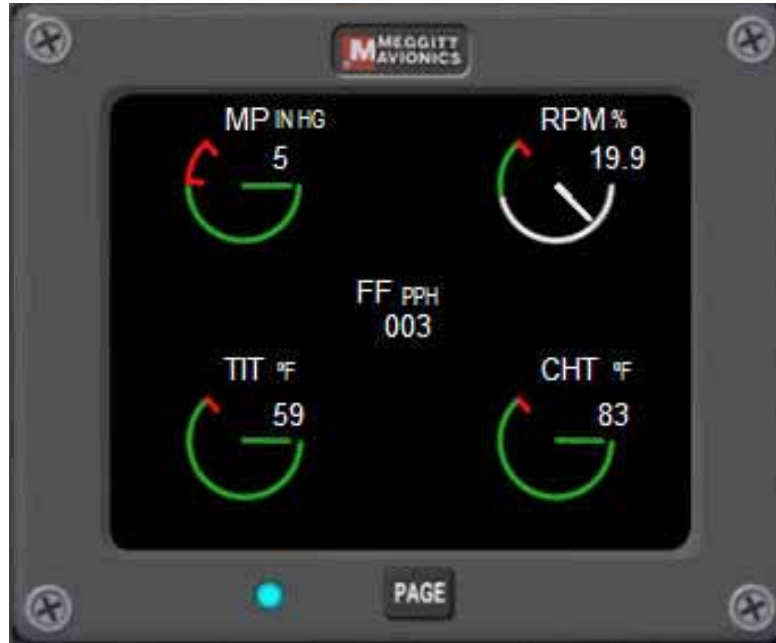 MEGGITT
AVIONICS
MP IN HG
5
RPM %
19.9
FF PPH
003
TIT °F
59
CHT °F
83
PAGE